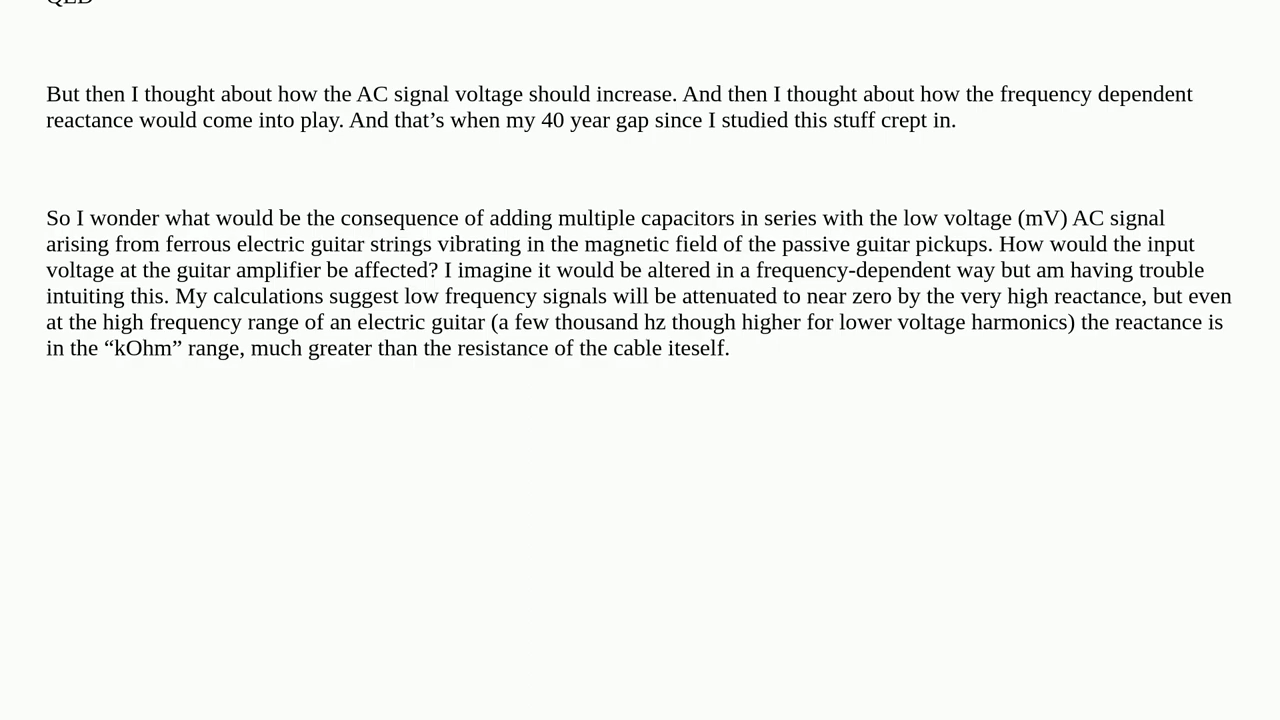 QED
But then I thought about how the AC signal voltage should increase. And then I thought about how the frequency dependent
reactance would come into play. And that’s when my 40 year gap since I studied this stuff crept in.
So I wonder what would be the consequence of adding multiple capacitors in series with the low voltage (mV) AC signal
arising from ferrous electric guitar strings vibrating in the magnetic field of the passive guitar pickups. How would the input
voltage at the guitar amplifier be affected? I imagine it would be altered in a frequency-dependent way but am having trouble
intuiting this. My calculations suggest low frequency signals will be attenuated to near zero by the very high reactance, but even
at the high frequency range of an electric guitar (a few thousand hz though higher for lower voltage harmonics) the reactance is
in the “kOhm” range, much greater than the resistance of the cable iteself.